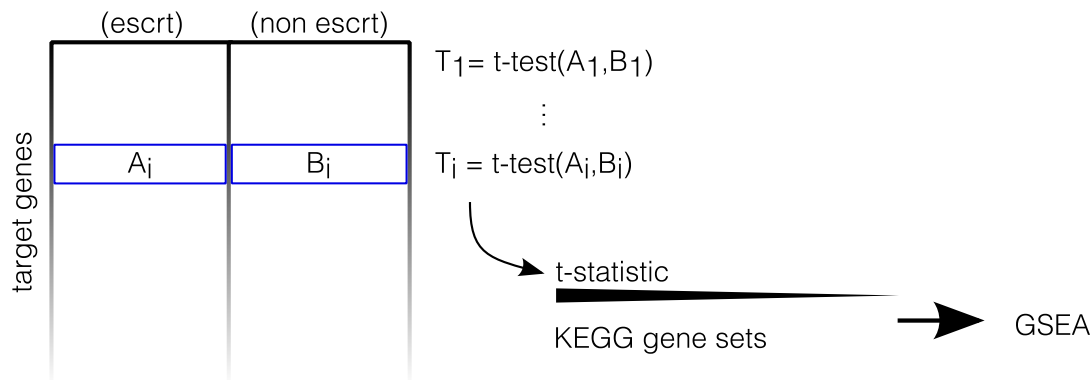 (escrt) (non escrt)
T1= t-test(A1,B1)
⋮
target genes
Ai Bi Ti = t-test(Ai,Bi)
t-statistic
KEGG gene sets
GSEA